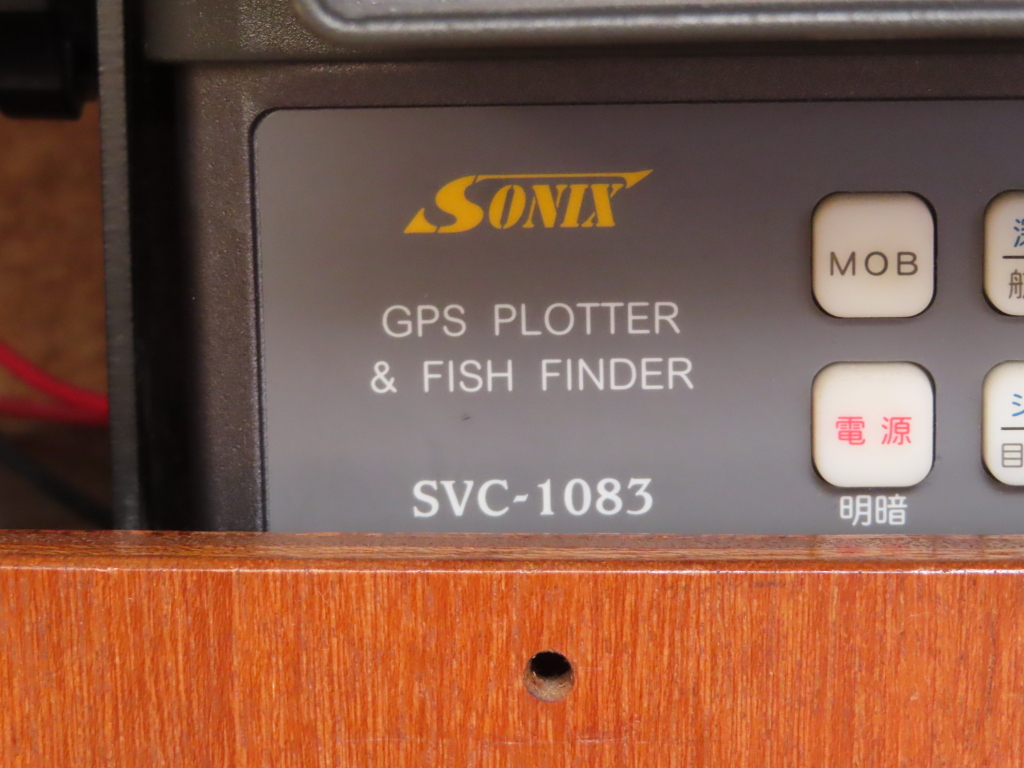 SONIX
GPS PLOTTER
& FISH FINDER
SVC-1083
MOB
電源
明暗